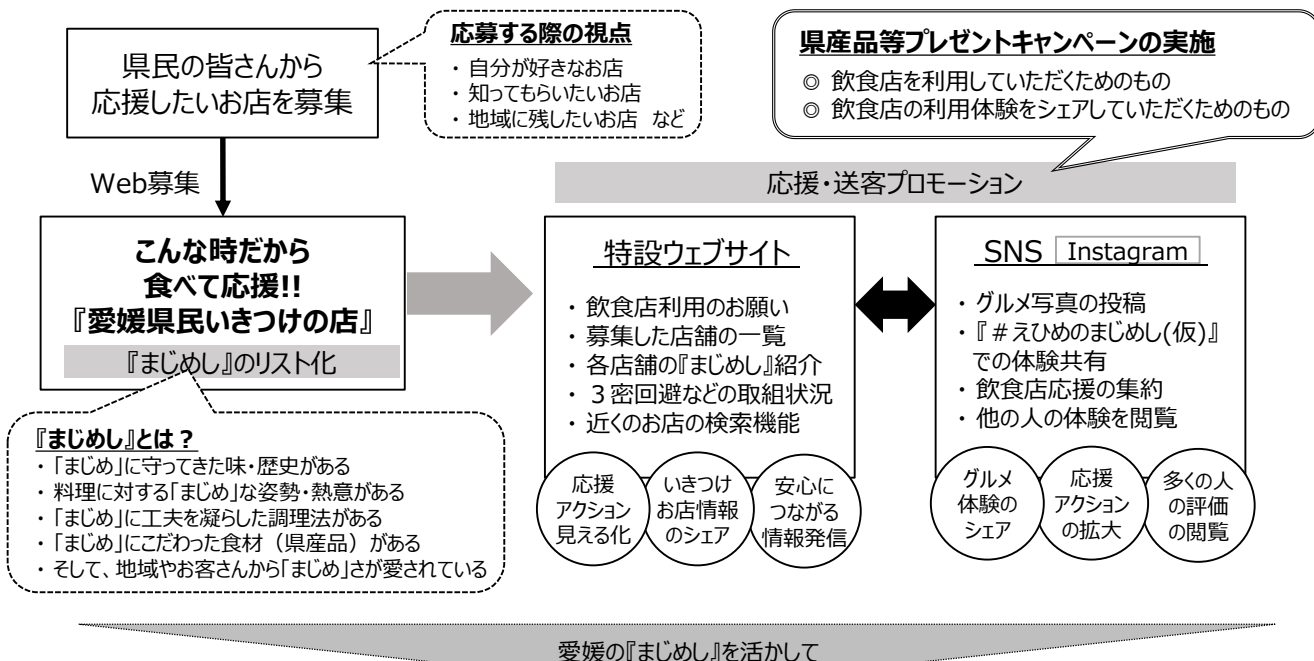 県民の皆さんから
応援したいお店を募集
応募する際の視点
・ 自分が好きなお店
・ 知ってもらいたいお店
・ 地域に残したいお店 など
県産品等プレゼントキャンペーンの実施
◎ 飲食店を利用していただくためのもの
◎ 飲食店の利用体験をシェアしていただくためのもの
Web募集
応援・送客プロモーション
こんな時だから
食べて応援!!
『愛媛県民いきつけの店』
『まじめし』のリスト化
特設ウェブサイト
・ 飲食店利用のお願い
・ 募集した店舗の一覧
・ 各店舗の『まじめし』紹介
・ 3密回避などの取組状況
・ 近くのお店の検索機能
応援
アクション
見える化
いきつけ
お店情報
のシェア
安心に
つながる
情報発信
SNS Instagram
・ グルメ写真の投稿
・ 『#えひめのまじめし(仮)』
での体験共有
・ 飲食店応援の集約
・ 他の人の体験を閲覧
グルメ
体験の
シェア
応援
アクション
の拡大
多くの人
の評価
の閲覧
『まじめし』とは?
・「まじめ」に守ってきた味・歴史がある
・ 料理に対する「まじめ」な姿勢・熱意がある
・「まじめ」に工夫を凝らした調理法がある
・「まじめ」にこだわった食材(県産品)がある
・ そして、地域やお客さんから「まじめ」さが愛されている
愛媛の『まじめし』を活かして